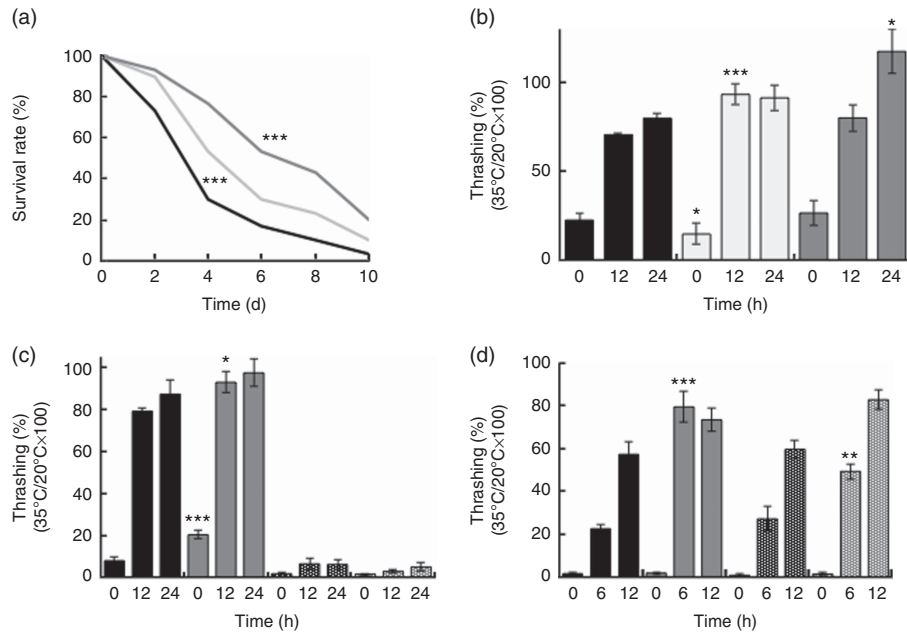 (a)
100
80
60
40
20
0
Survival rate (%)
***
***
0 2 4 6 8 10
Time (d)
(b)
100
50
0
Thrashing (%)
(35°C/20°C×100)
* *** *
0 12 24 0 12 24 0 12 24
Time (h)
(c)
100
80
60
40
20
0
Thrashing (%)
(35°C/20°C×100)
*** *
0 12 24 0 12 24 0 12 24 0 12 24
Time (h)
(d)
100
80
60
40
20
0
Thrashing (%)
(35°C/20°C×100)
*** **
0 6 12 0 6 12 0 6 12 0 6 12
Time (h)